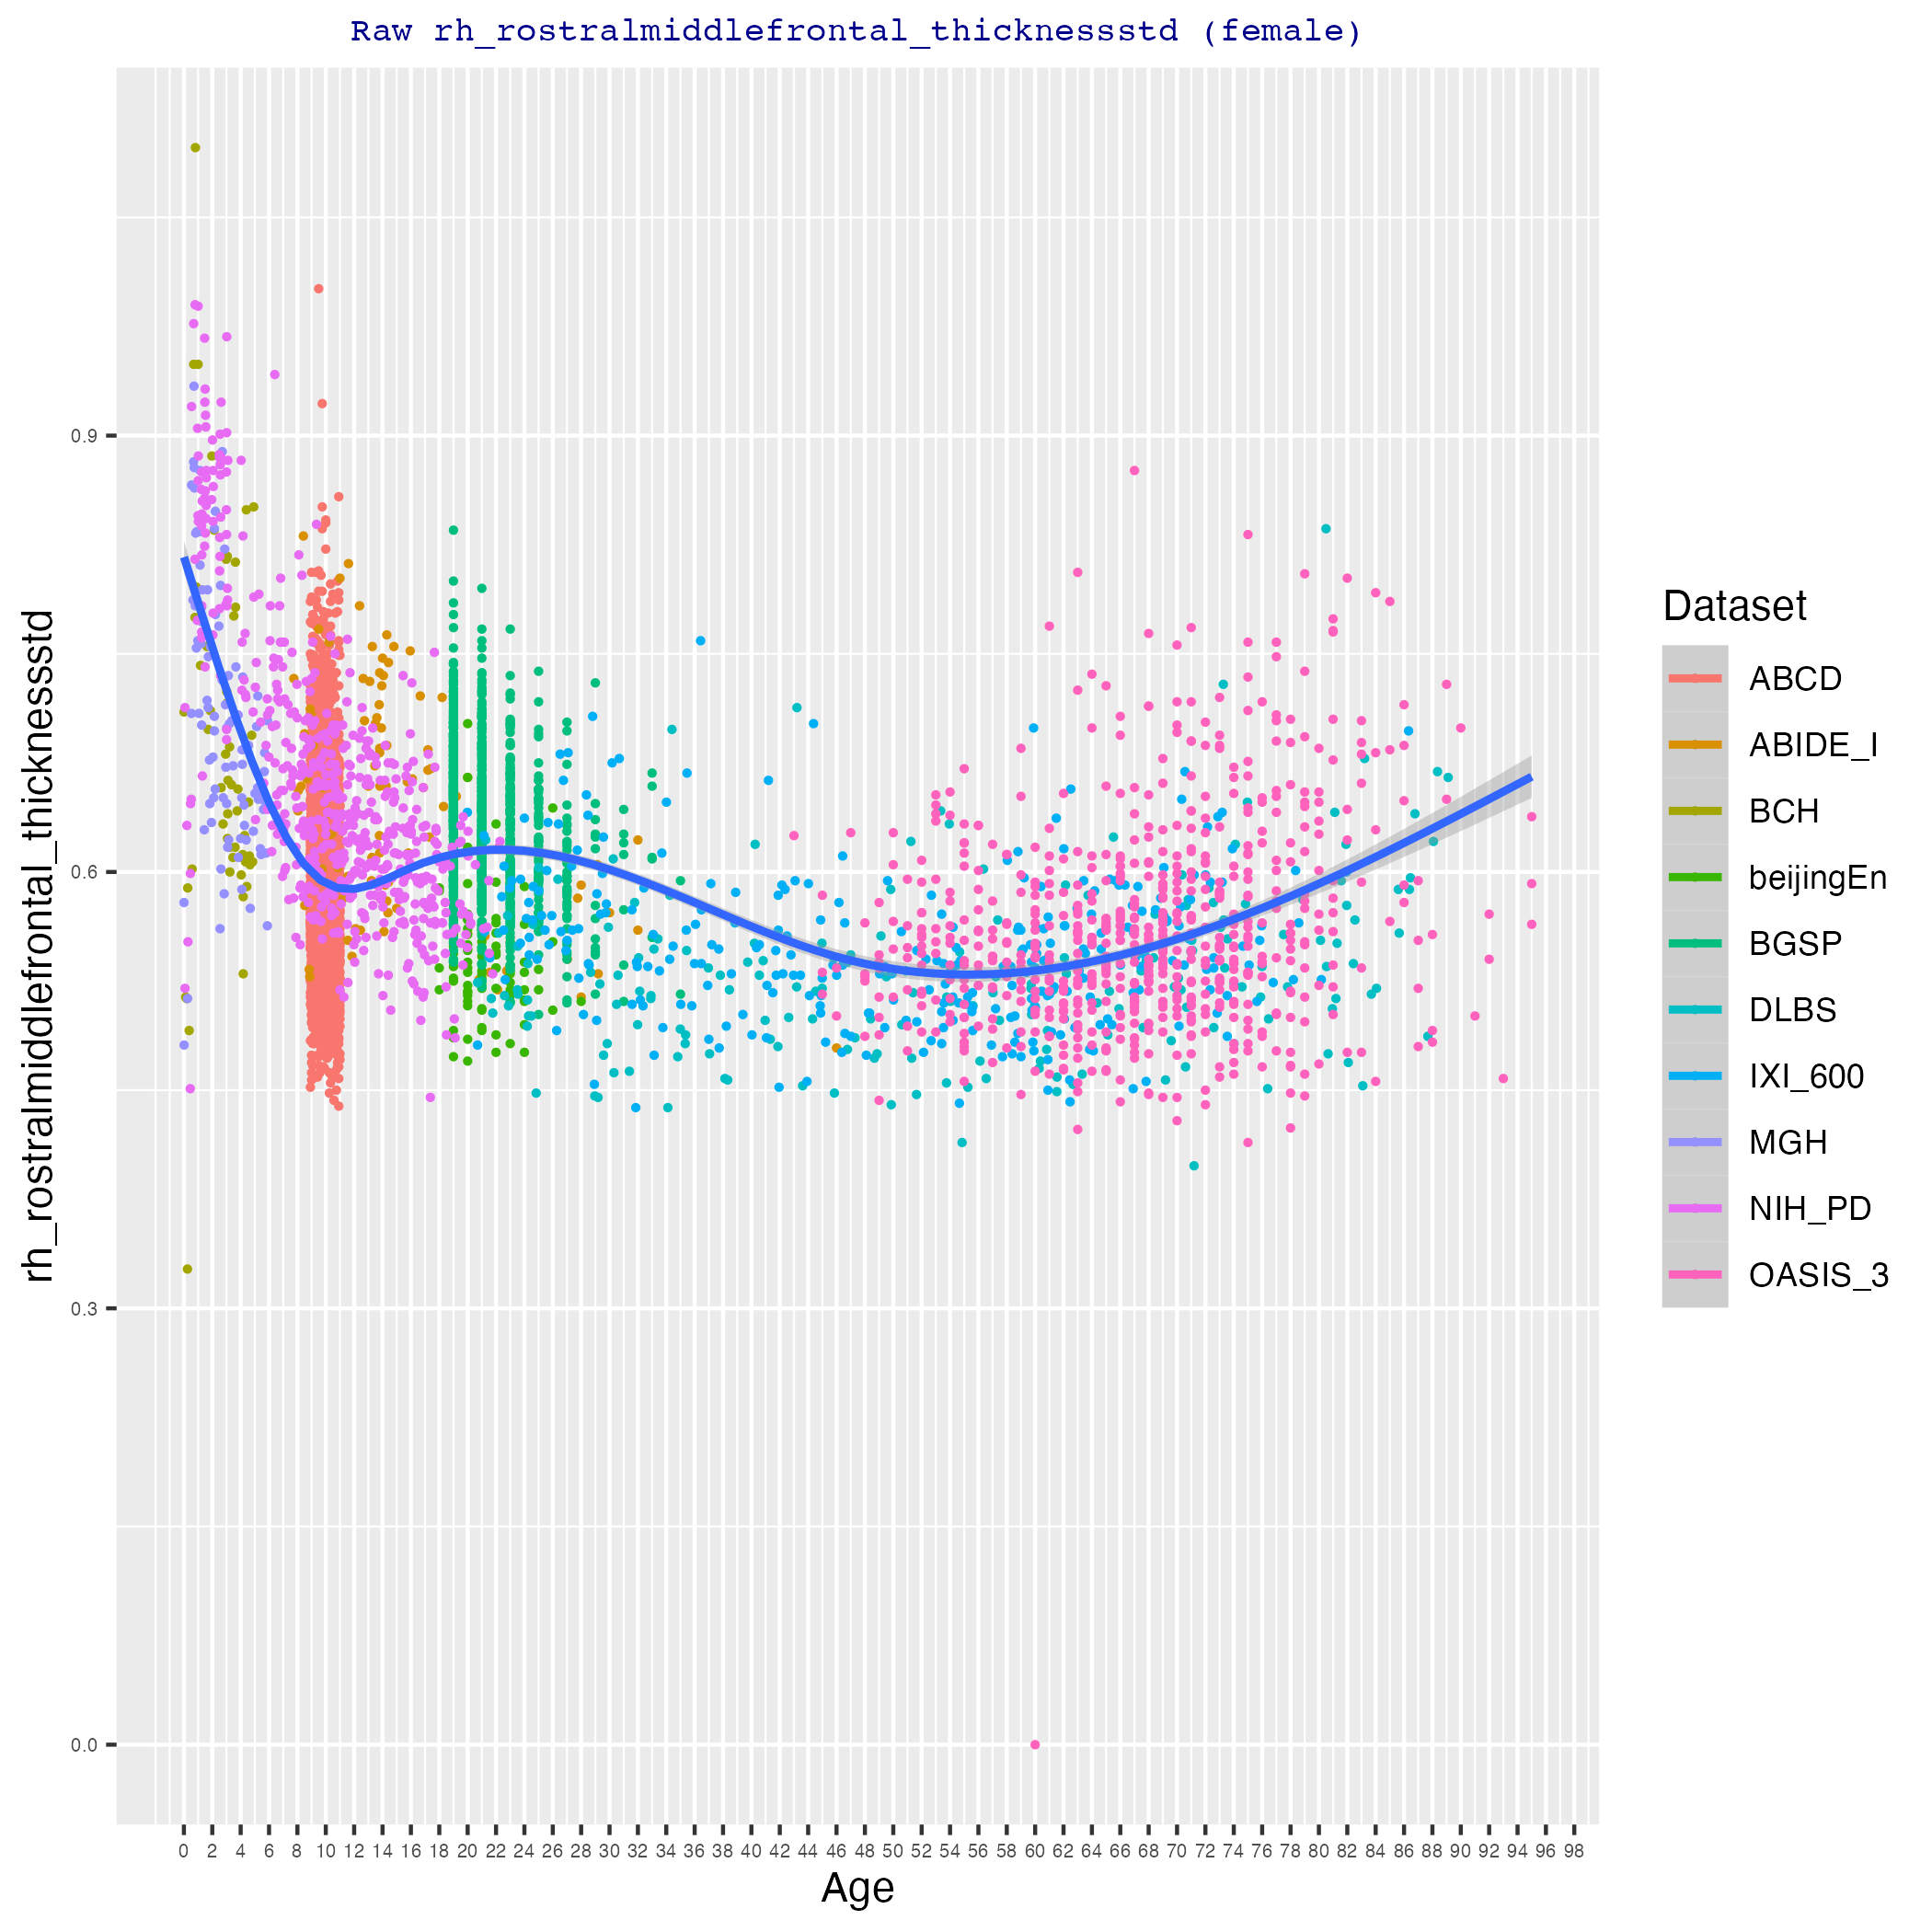 Raw rh_rostralmiddlefrontal_thicknessstd (female)
rh_rostralmiddlefrontal_thicknessstd
0.9
0.6
0.3
0.0
0 2 4 6 8 10 12 14 16 18 20 22 24 26 28 30 32 34 36 38 40 42 44 46 48 50 52 54 56 58 60 62 64 66 68 70 72 74 76 78 80 82 84 86 88 90 92 94 96 98
Age
Dataset
ABCD
ABIDE_I
BCH
beijingEn
BGSP
DLBS
IXI_600
MGH
NIH_PD
OASIS_3